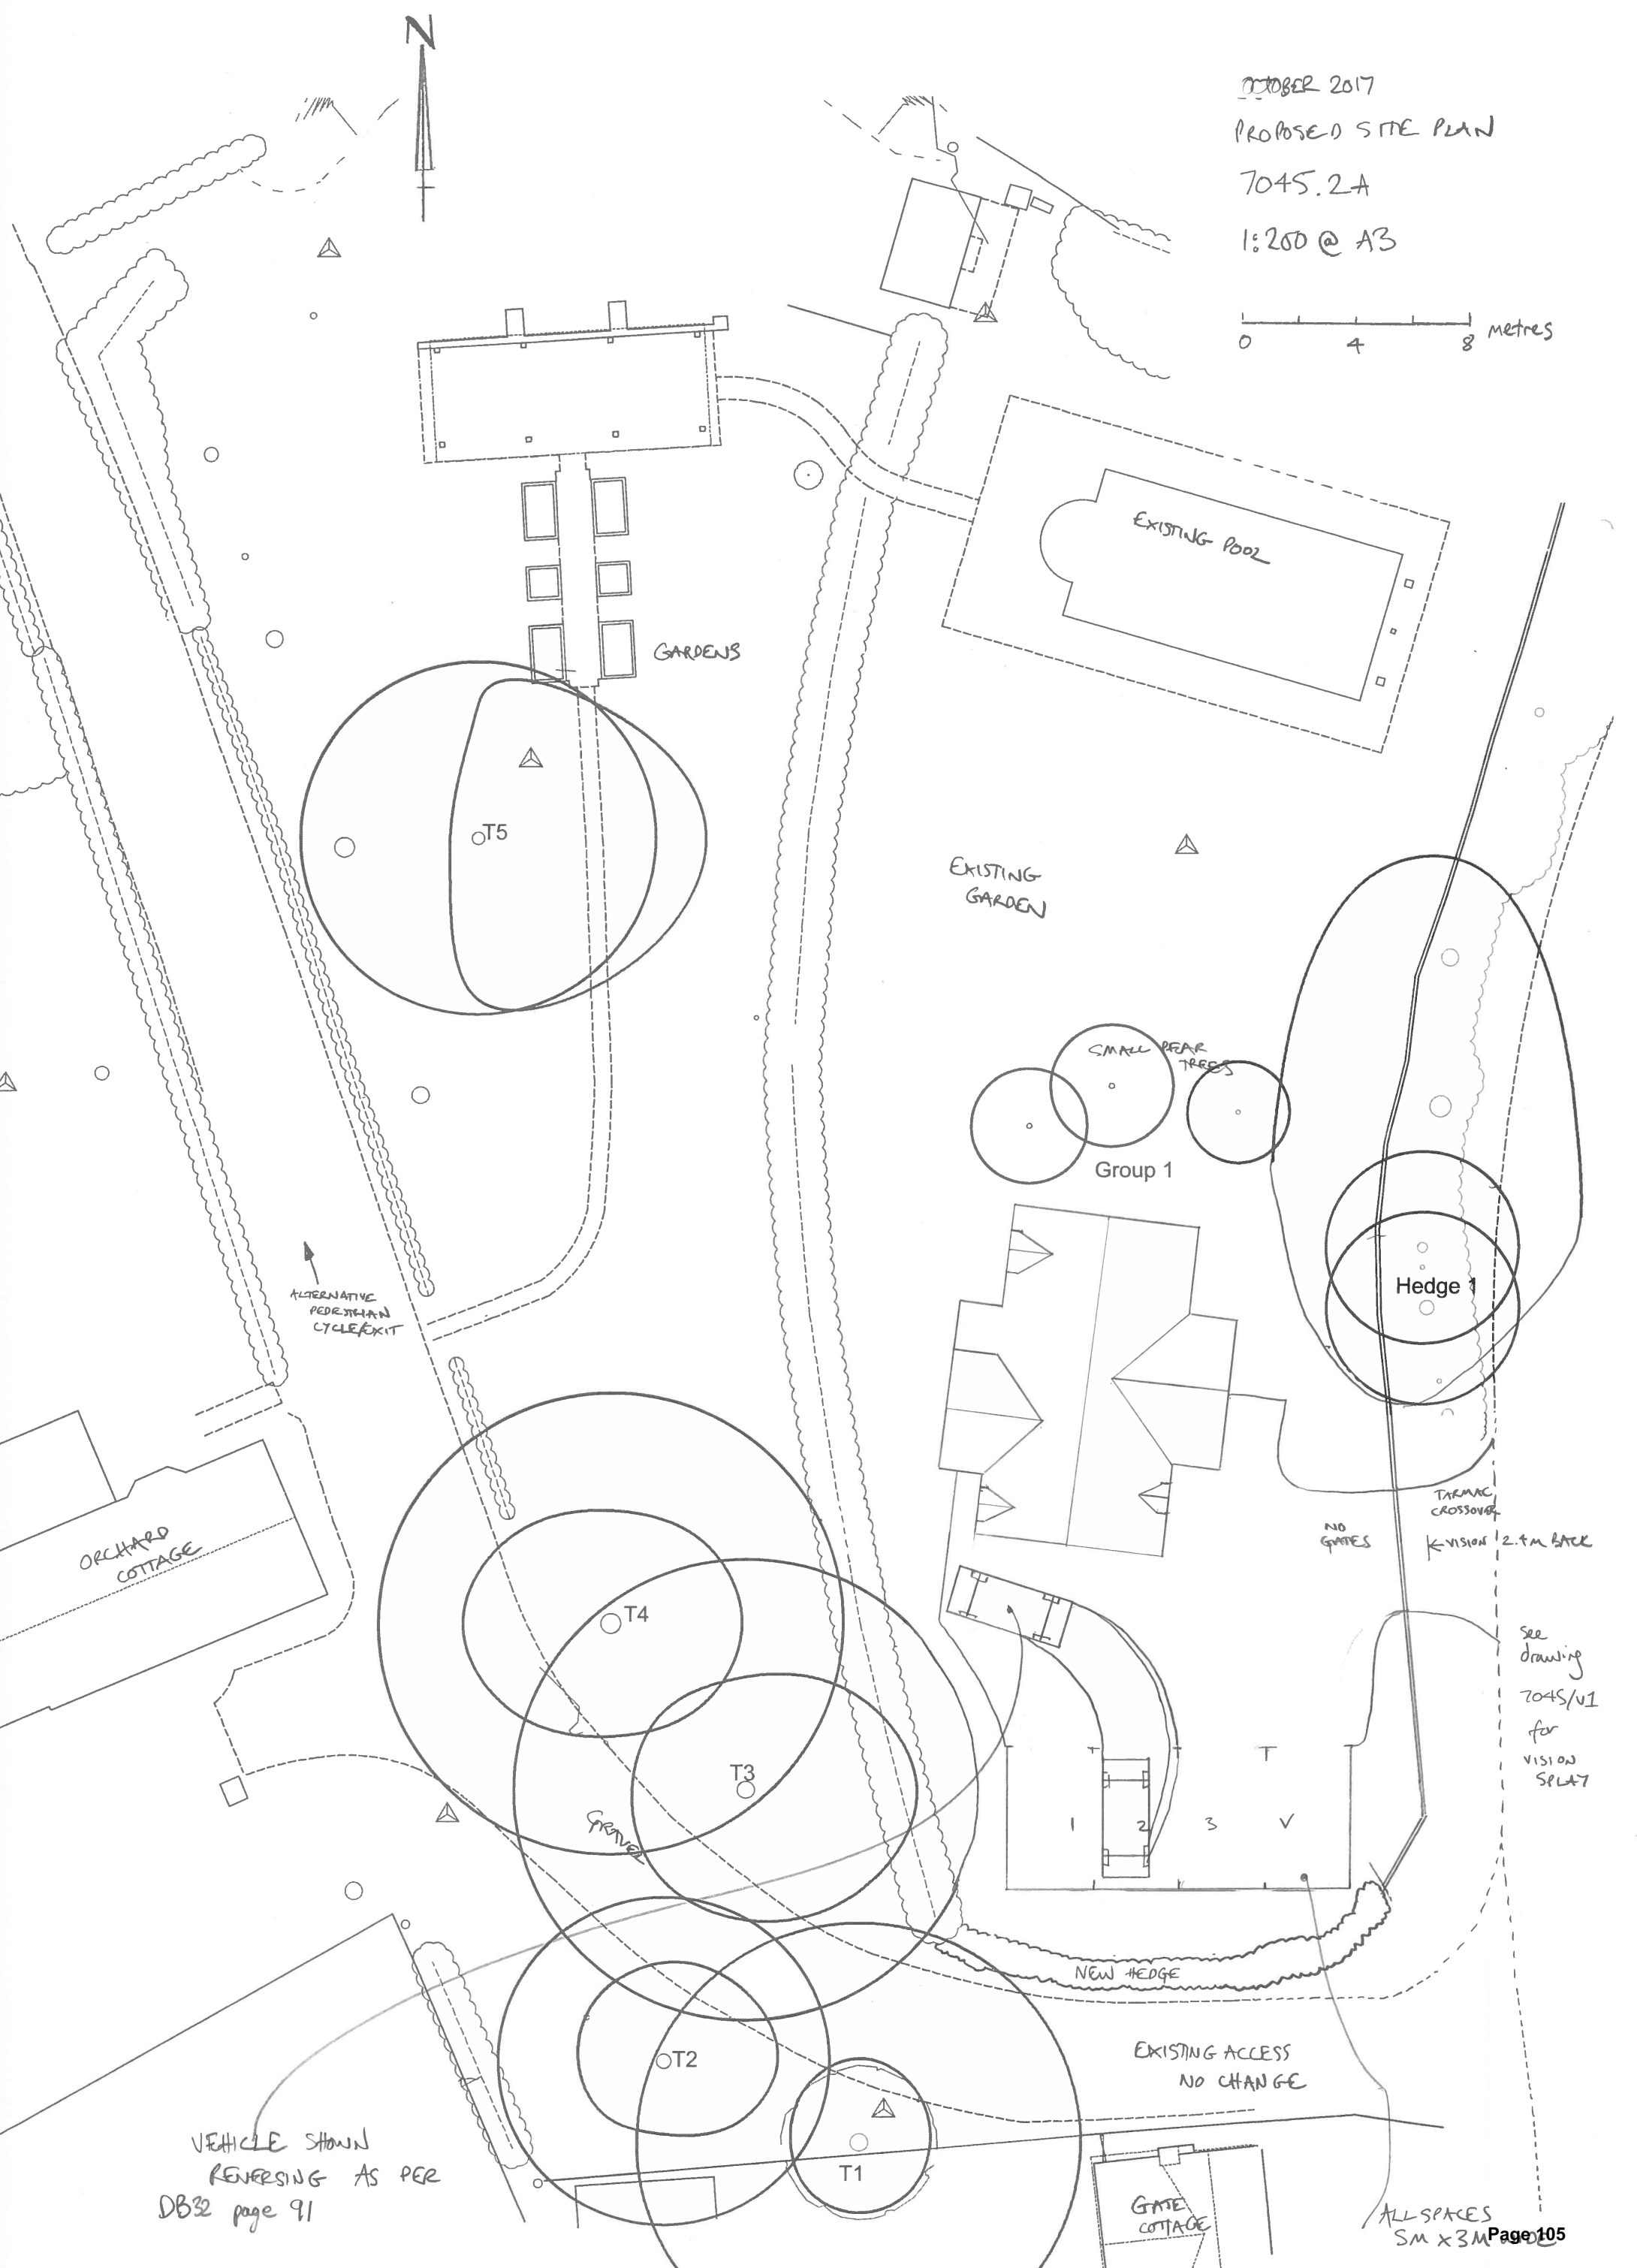 N
OCTOBER 2017
PROPOSED SITE PLAN
7045.2A
1:200 @ A3
0 4 8 metres
EXISTING POOL
GARDENS
T5
EXISTING
GARDEN
SMALL PEAR
TREES
Group 1
Hedge 1
ALTERNATIVE
PEDESTRIAN
CYCLE/EXIT
ORCHARD
COTTAGE
TARMAC
CROSSOVER
NO
GATES
VISION 2.4M BACK
T4
see
drawing
7045/V1
for
VISION
SPLAY
T3
GRAVEL
1 2 3 V
NEW HEDGE
T2
EXISTING ACCESS
NO CHANGE
T1
VEHICLE SHOWN
REVERSING AS PER
DB32 page 91
GATE
COTTAGE
ALL SPACES
5M X 3M
Page 105